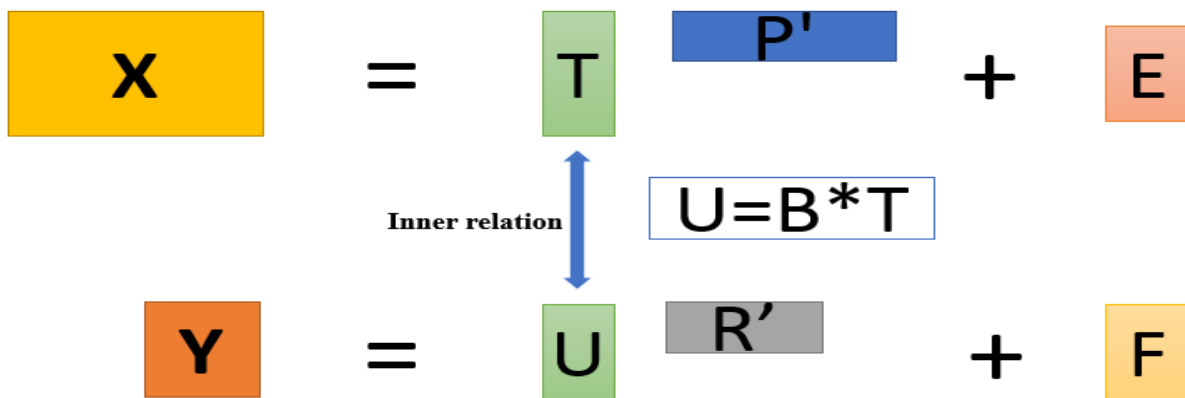 X = T P' + E
Inner relation U=B*T
Y = U R’ + F